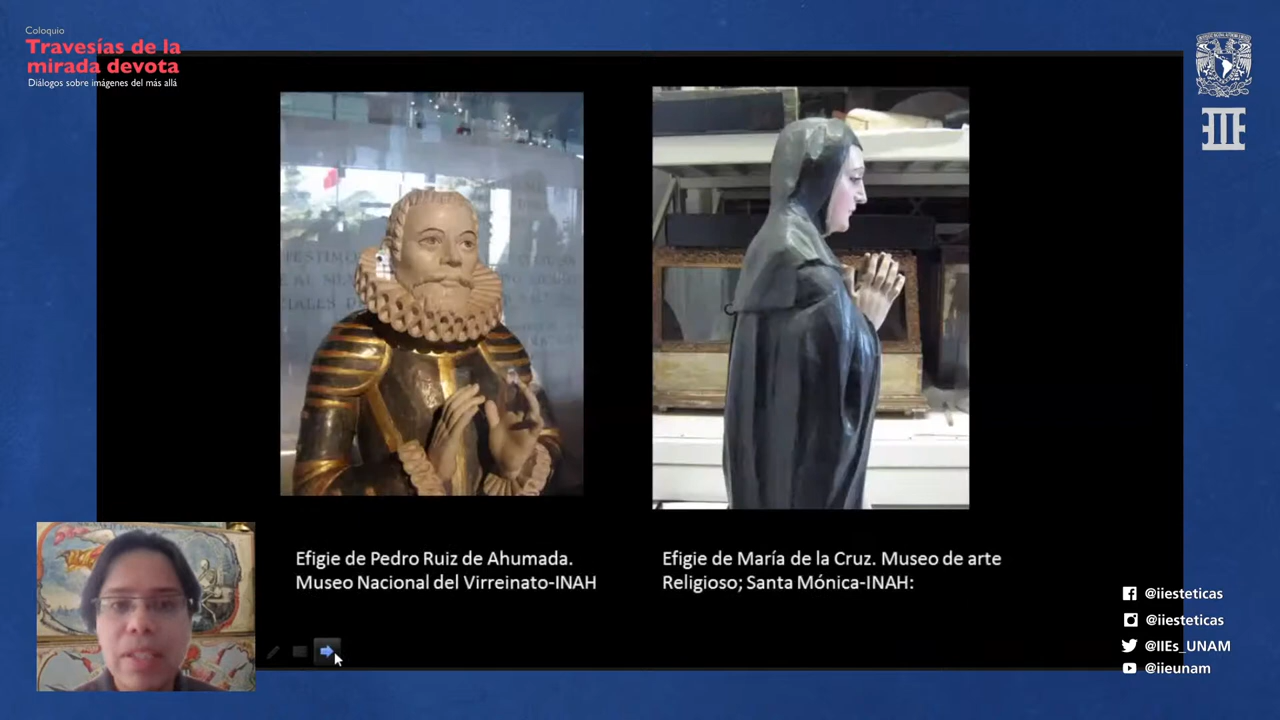 Coloquio
Travesías de la
mirada devota
Diálogos sobre imágenes del más allá
Efigie de Pedro Ruiz de Ahumada.
Museo Nacional del Virreinato-INAH
Efigie de María de la Cruz. Museo de arte
Religioso; Santa Mónica-INAH:
@iiesteticas
@iiesteticas
@IIEs_UNAM
@iieunam